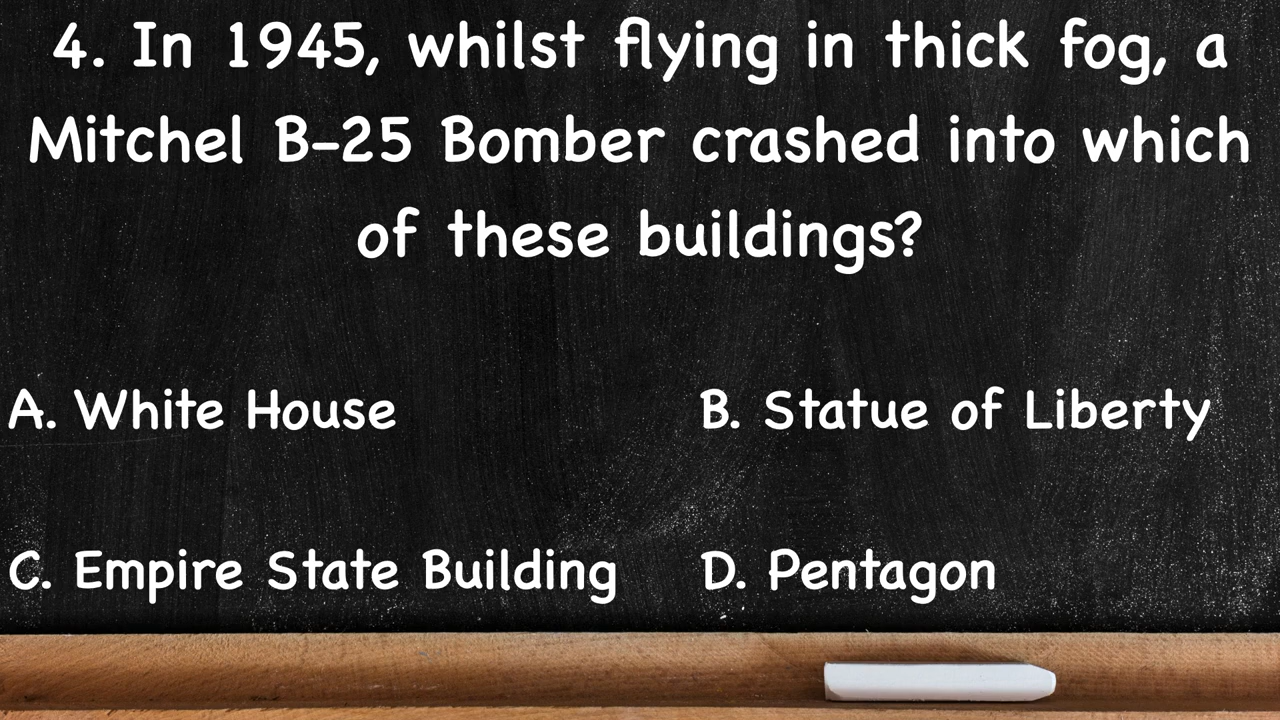 4. In 1945, whilst flying in thick fog, a
Mitchel B-25 Bomber crashed into which
of these buildings?
A. White House
B. Statue of Liberty
C. Empire State Building
D. Pentagon